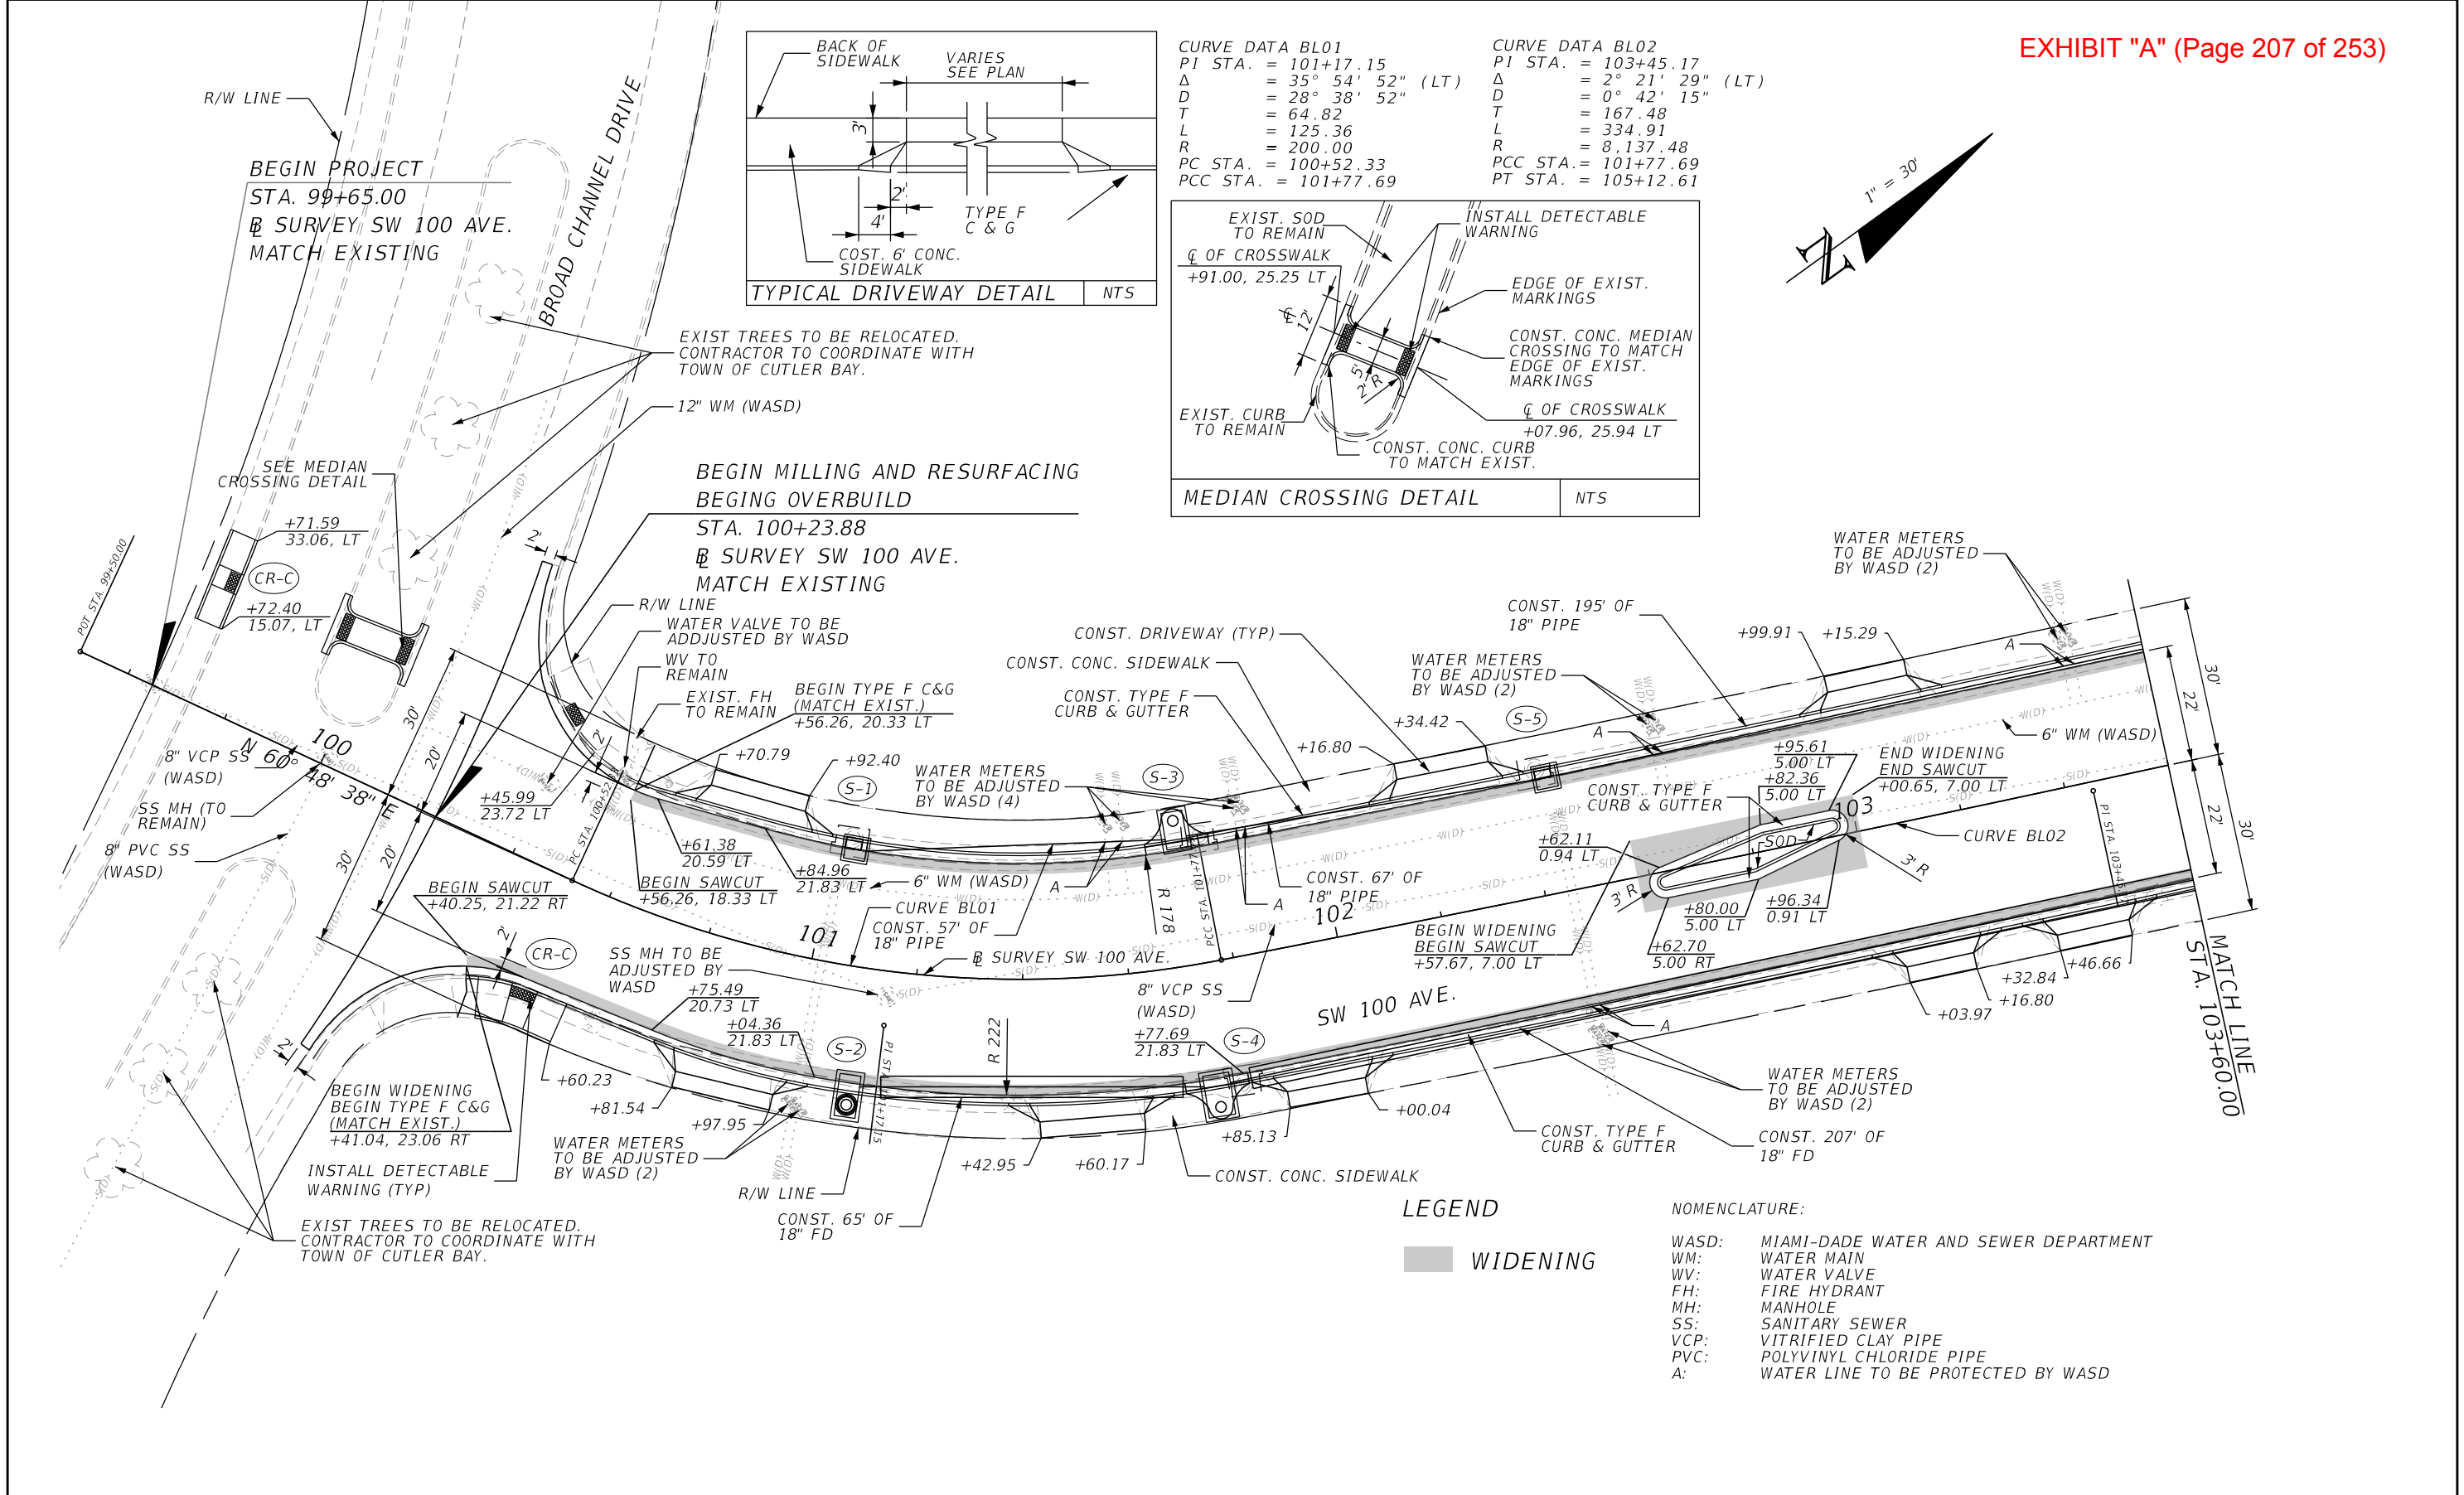 EXHIBIT "A" (Page 207 of 253)
BACK OF
SIDEWALK
VARIES
SEE PLAN
3'
2'
4'
TYPE F
C & G
COST. 6' CONC.
SIDEWALK
TYPICAL DRIVEWAY DETAIL
NTS
CURVE DATA BL01
PI STA. = 101+17.15
Δ = 35° 54' 52" (LT)
D = 28° 38' 52"
T = 64.82
L = 125.36
R = 200.00
PC STA. = 100+52.33
PCC STA. = 101+77.69
CURVE DATA BL02
PI STA. = 103+45.17
Δ = 2° 21' 29" (LT)
D = 0° 42' 15"
T = 167.48
L = 334.91
R = 8,137.48
PCC STA.= 101+77.69
PT STA. = 105+12.61
1" = 30'
N
EXIST. SOD
TO REMAIN
INSTALL DETECTABLE
WARNING
℄ OF CROSSWALK
+91.00, 25.25 LT
EDGE OF EXIST.
MARKINGS
℄
12'
5'
2' R
CONST. CONC. MEDIAN
CROSSING TO MATCH
EDGE OF EXIST.
MARKINGS
EXIST. CURB
TO REMAIN
℄ OF CROSSWALK
+07.96, 25.94 LT
CONST. CONC. CURB
TO MATCH EXIST.
MEDIAN CROSSING DETAIL
NTS
R/W LINE
BROAD CHANNEL DRIVE
BEGIN PROJECT
STA. 99+65.00
BL SURVEY SW 100 AVE.
MATCH EXISTING
EXIST TREES TO BE RELOCATED.
CONTRACTOR TO COORDINATE WITH
TOWN OF CUTLER BAY.
12" WM (WASD)
SEE MEDIAN
CROSSING DETAIL
BEGIN MILLING AND RESURFACING
BEGING OVERBUILD
STA. 100+23.88
BL SURVEY SW 100 AVE.
MATCH EXISTING
+71.59
33.06, LT
CR-C
+72.40
15.07, LT
POT STA. 99+50.00
2'
R/W LINE
WATER VALVE TO BE
ADDJUSTED BY WASD
WV TO
REMAIN
EXIST. FH
TO REMAIN
BEGIN TYPE F C&G
(MATCH EXIST.)
+56.26, 20.33 LT
CONST. DRIVEWAY (TYP)
CONST. CONC. SIDEWALK
CONST. TYPE F
CURB & GUTTER
WATER METERS
TO BE ADJUSTED
BY WASD (2)
CONST. 195' OF
18" PIPE
WATER METERS
TO BE ADJUSTED
BY WASD (2)
+99.91
+15.29
A
30'
22'
+34.42
S-5
A
+16.80
+70.79
+92.40
S-1
WATER METERS
TO BE ADJUSTED
BY WASD (4)
S-3
30'
20'
2'
100
N 60° 48' 38" E
8" VCP SS
(WASD)
SS MH (TO
REMAIN)
8" PVC SS
(WASD)
30'
20'
+45.99
23.72 LT
+61.38
20.59 LT
+84.96
21.83 LT
BEGIN SAWCUT
+56.26, 18.33 LT
BEGIN SAWCUT
+40.25, 21.22 RT
6" WM (WASD)
CURVE BL01
CONST. 57' OF
18" PIPE
A
R 178
A
CONST. 67' OF
18" PIPE
101
102
103
BL SURVEY SW 100 AVE.
8" VCP SS
(WASD)
SW 100 AVE.
CONST. TYPE F
CURB & GUTTER
+95.61
5.00 LT
+82.36
5.00 LT
END WIDENING
END SAWCUT
+00.65, 7.00 LT
6" WM (WASD)
SOD
CURVE BL02
+62.11
0.94 LT
3' R
3' R
+80.00
5.00 LT
+96.34
0.91 LT
+62.70
5.00 RT
BEGIN WIDENING
BEGIN SAWCUT
+57.67, 7.00 LT
22'
30'
MATCH LINE
STA. 103+60.00
+46.66
+32.84
+16.80
+03.97
CR-C
2'
SS MH TO BE
ADJUSTED BY
WASD
+75.49
20.73 LT
+04.36
21.83 LT
S-2
R 222
+77.69
21.83 LT
S-4
A
2'
+60.23
+81.54
+97.95
BEGIN WIDENING
BEGIN TYPE F C&G
(MATCH EXIST.)
+41.04, 23.06 RT
INSTALL DETECTABLE
WARNING (TYP)
WATER METERS
TO BE ADJUSTED
BY WASD (2)
R/W LINE
CONST. 65' OF
18" FD
+42.95
+60.17
+85.13
+00.04
CONST. CONC. SIDEWALK
CONST. TYPE F
CURB & GUTTER
WATER METERS
TO BE ADJUSTED
BY WASD (2)
CONST. 207' OF
18" FD
EXIST TREES TO BE RELOCATED.
CONTRACTOR TO COORDINATE WITH
TOWN OF CUTLER BAY.
LEGEND
WIDENING
NOMENCLATURE:
WASD: MIAMI-DADE WATER AND SEWER DEPARTMENT
WM: WATER MAIN
WV: WATER VALVE
FH: FIRE HYDRANT
MH: MANHOLE
SS: SANITARY SEWER
VCP: VITRIFIED CLAY PIPE
PVC: POLYVINYL CHLORIDE PIPE
A: WATER LINE TO BE PROTECTED BY WASD